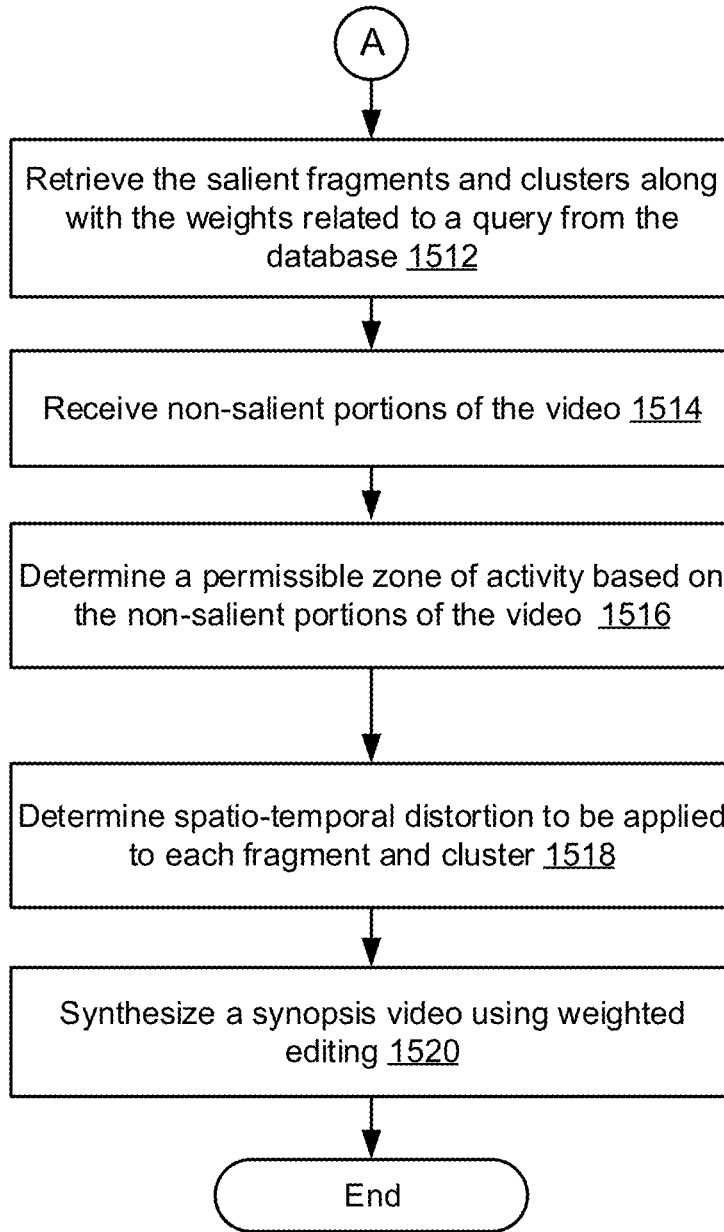 A
Retrieve the salient fragments and clusters along
with the weights related to a query from the
database 1512
Receive non-salient portions of the video 1514
Determine a permissible zone of activity based on
the non-salient portions of the video 1516
Determine spatio-temporal distortion to be applied
to each fragment and cluster 1518
Synthesize a synopsis video using weighted
editing 1520
End